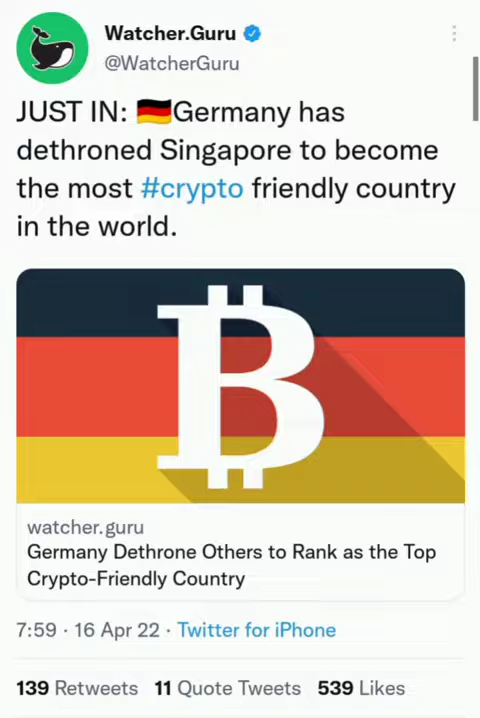 Watcher.Guru
@WatcherGuru
JUST IN: 🇩🇪Germany has
dethroned Singapore to become
the most #crypto friendly country
in the world.
watcher.guru
Germany Dethrone Others to Rank as the Top
Crypto-Friendly Country
7:59 · 16 Apr 22 · Twitter for iPhone
139 Retweets 11 Quote Tweets 539 Likes